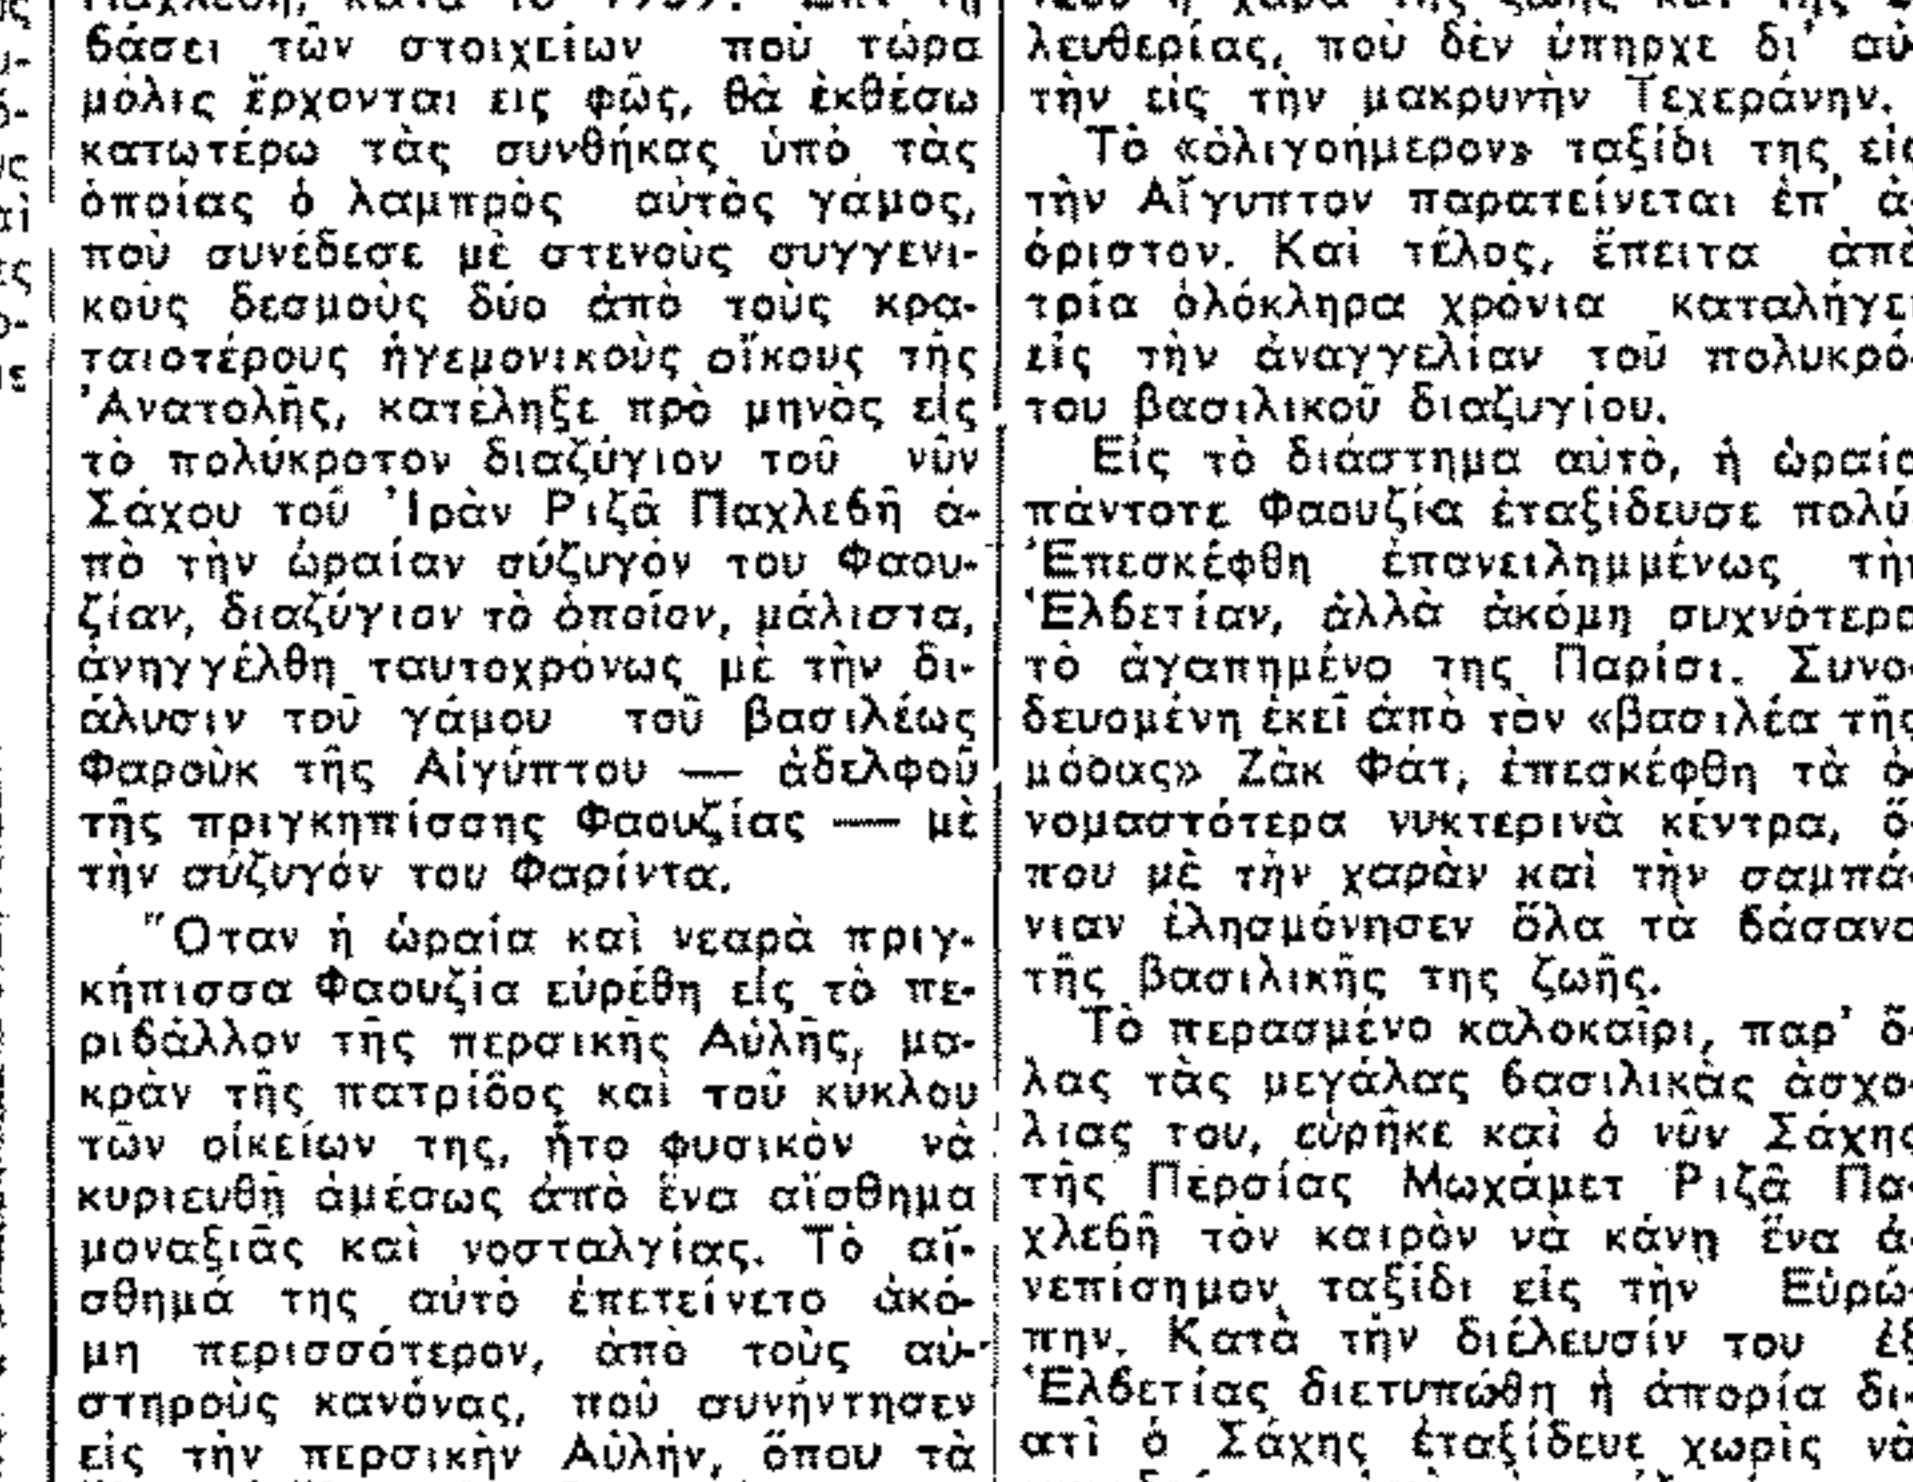 βάσει τῶν στοιχείων ποὺ τώρα
μόλις ἔρχονται εις φῶς, θὰ ἐκθέσω
κατωτέρω τὰς συνθήκας ὑπὸ τὰς
ὁποίας ὁ λαμπρὸς αὐτὸς γάμος,
ποὺ συνέδεσε μὲ στενοὺς συγγενι-
κοὺς δεσμοὺς δύο ἀπὸ τοὺς κρα-
ταιοτέρους ἡγεμονικοὺς οἴκους τῆς
Ἀνατολῆς, κατέληξε πρὸ μηνὸς εἰς
τὸ πολύκροτον διαζύγιον τοῦ νῦν
Σάχου τοῦ Ἰρὰν Ριζᾶ Παχλεβῆ ἀ-
πὸ τὴν ὡραίαν σύζυγόν του Φαου-
ζίαν, διαζύγιον τὸ ὁποῖον, μάλιστα,
ἀνηγγέλθη ταυτοχρόνως μὲ τὴν δι-
άλυσιν τοῦ γάμου τοῦ βασιλέως
Φαροὺκ τῆς Αἰγύπτου — ἀδελφοῦ
τῆς πριγκηπίσσης Φαουζίας — μὲ
τὴν σύζυγόν του Φαρίντα.
Ὅταν ἡ ὡραία καὶ νεαρὰ πριγ-
κήπισσα Φαουζία εὑρέθη εἰς τὸ πε-
ριβάλλον τῆς περσικῆς Αὐλῆς, μα-
κρὰν τῆς πατρίδος καὶ τοῦ κύκλου
τῶν οἰκείων της, ἦτο φυσικὸν νὰ
κυριευθῆ ἀμέσως ἀπὸ ἕνα αἴσθημα
μοναξιᾶς καὶ νοσταλγίας. Τὸ αἴ-
σθημά της αὐτὸ ἐπετείνετο ἀκό-
μη περισσότερον, ἀπὸ τοὺς αὐ-
στηροὺς κανόνας, ποὺ συνήντησεν
εἰς τὴν περσικὴν Αὐλήν, ὅπου τὰ
λευθερίας, ποὺ δὲν ὑπηρχε δι' αὐ-
τὴν εἰς τὴν μακρυνὴν Τεχεράνην.
Τὸ «ὀλιγοήμερον» ταξίδι της εἰς
τὴν Αἴγυπτον παρατείνεται ἐπ' ἀ-
όριστον. Καὶ τέλος, ἔπειτα ἀπὸ
τρία ὁλόκληρα χρόνια καταλήγει
εἰς τὴν ἀναγγελίαν τοῦ πολυκρό-
του βασιλικοῦ διαζυγίου.
Εἰς τὸ διάστημα αὐτὸ, ἡ ὡραία
πάντοτε Φαουζία ἐταξίδευσε πολύ.
Ἐπεσκέφθη ἐπανειλημμένως τὴν
Ἑλβετίαν, ἀλλὰ ἀκόμη συχνότερα
τὸ ἀγαπημένο της Παρίσι. Συνο-
δευομένη ἐκεῖ ἀπὸ τὸν «βασιλέα τῆς
μόδας» Ζὰκ Φὰτ, ἐπεσκέφθη τὰ ὀ-
νομαστότερα νυκτερινὰ κέντρα, ὅ-
που μὲ τὴν χαρὰν καὶ τὴν σαμπά-
νιαν ἐλησμόνησεν ὅλα τὰ βάσανα
τῆς βασιλικῆς της ζωῆς.
Τὸ περασμένο καλοκαῖρι, παρ' ὅ-
λας τὰς μεγάλας βασιλικὰς ἀσχο-
λιας του, εὑρῆκε καὶ ὁ νῦν Σάχης
τῆς Περσίας Μωχάμετ Ριζᾶ Πα-
χλεβῆ τὸν καιρὸν νὰ κάνη ἕνα ἀ-
νεπίσημον ταξίδι εἰς τὴν Εὐρώ-
πην. Κατὰ τὴν διέλευσίν του ἐξ
Ἑλβετίας διετυπώθη ἡ ἀπορία δι-
ατὶ ὁ Σάχης ἐταξίδευε χωρὶς νὰ